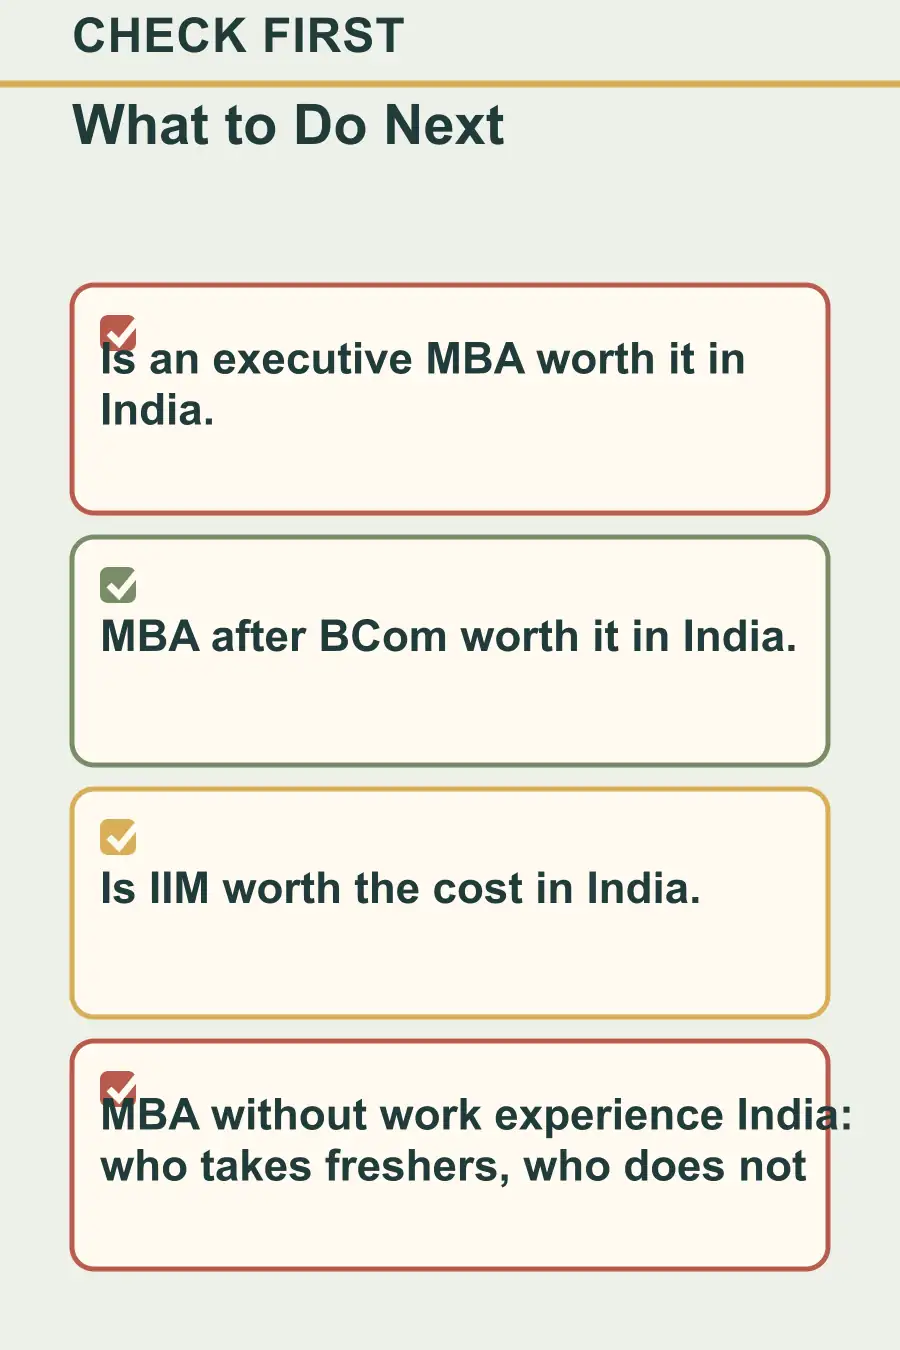 CHECK FIRST
What to Do Next
Is an executive MBA worth it in
India.
MBA after BCom worth it in India.
Is IIM worth the cost in India.
MBA without work experience India:
who takes freshers, who does not